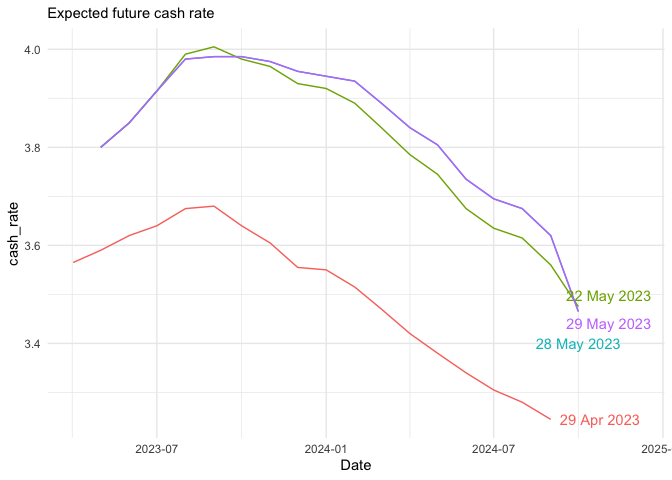 Expected future cash rate
4.0
3.8
3.6
3.4
cash_rate
22 May 2023
29 May 2023
28 May 2023
29 Apr 2023
2023-07
2024-01
2024-07
2025-
Date